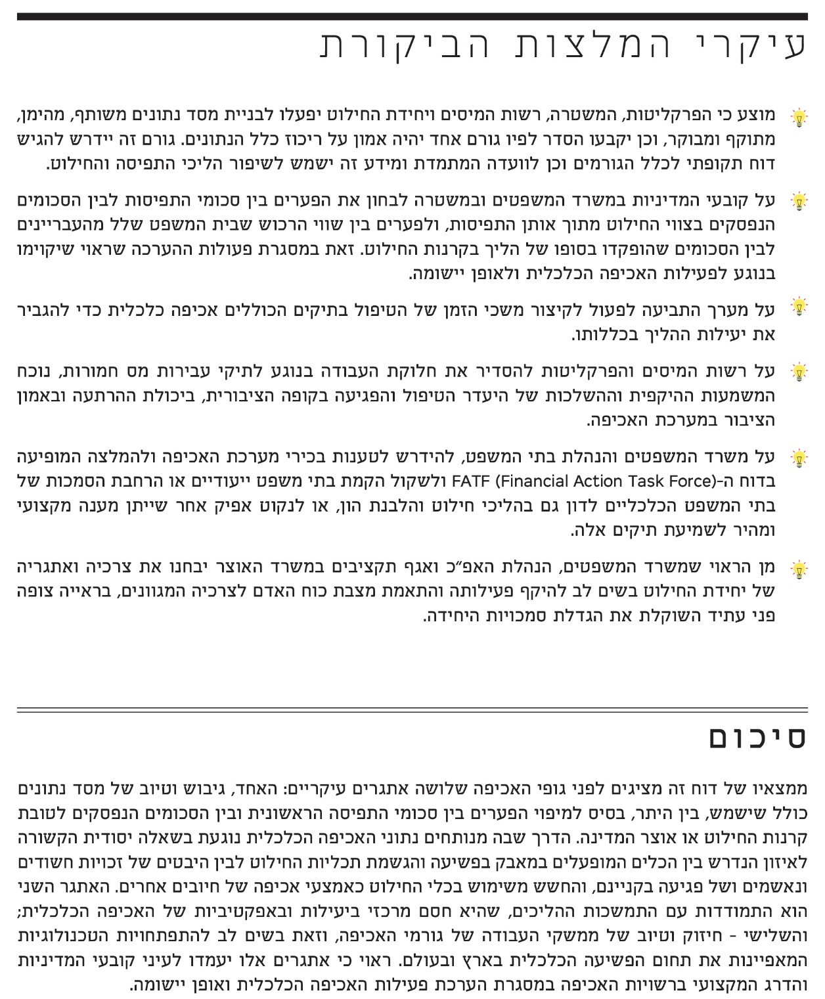 עיקרי המלצות הביקורת
מוצע כי הפרקליטות, המשטרה, רשות המיסים ויחידת החילוט יפעלו לבניית מסד נתונים משותף, מהימן,
מתוקף ומבוקר, וכן יקבעו הסדר לפיו גורם אחד יהיה אמון על ריכוז כלל הנתונים. גורם זה יידרש להגיש
דוח תקופתי לכלל הגורמים וכן לוועדה המתמדת ומידע זה ישמש לשיפור הליכי התפיסה והחילוט.
על קובעי המדיניות במשרד המשפטים ובמשטרה לבחון את הפערים בין סכומי התפיסות לבין הסכומים
הנפסקים בצווי החילוט מתוך אותן התפיסות, ולפערים בין שווי הרכוש שבית המשפט שלל מהעבריינים
לבין הסכומים שהופקדו בסופו של הליך בקרנות החילוט. זאת במסגרת פעולות ההערכה שראוי שיקוימו
בנוגע לפעילות האכיפה הכלכלית ולאופן יישומה.
על מערך התביעה לפעול לקיצור משכי הזמן של הטיפול בתיקים הכוללים אכיפה כלכלית כדי להגביר
את יעילות ההליך בכללותו.
על רשות המיסים והפרקליטות להסדיר את חלוקת העבודה בנוגע לתיקי עבירות מס חמורות, נוכח
המשמעות ההיקפית וההשלכות של היעדר הטיפול והפגיעה בקופה הציבורית, ביכולת ההרתעה ובאמון
הציבור במערכת האכיפה.
על משרד המשפטים והנהלת בתי המשפט, להידרש לטענות בכירי מערכת האכיפה ולהמלצה המופיעה
בדוח ה-FATF (Financial Action Task Force) ולשקול הקמת בתי משפט ייעודיים או הרחבת הסמכות של
בתי המשפט הכלכליים לדון גם בהליכי חילוט והלבנת הון, או לנקוט אפיק אחר שייתן מענה מקצועי
ומהיר לשמיעת תיקים אלה.
מן הראוי שמשרד המשפטים, הנהלת האפ״כ ואגף תקציבים במשרד האוצר יבחנו את צרכיה ואתגריה
של יחידת החילוט בשים לב להיקף פעילותה והתאמת מצבת כוח האדם לצרכיה המגוונים, בראייה צופה
פני עתיד השוקלת את הגדלת סמכויות היחידה.
סיכום
ממצאיו של דוח זה מציגים לפני גופי האכיפה שלושה אתגרים עיקריים: האחד, גיבוש וטיוב של מסד נתונים
כולל שישמש, בין היתר, בסיס למיפוי הפערים בין סכומי התפיסה הראשונית ובין הסכומים הנפסקים לטובת
קרנות החילוט או אוצר המדינה. הדרך שבה מנותחים נתוני האכיפה הכלכלית נוגעת בשאלה יסודית הקשורה
לאיזון הנדרש בין הכלים המופעלים במאבק בפשיעה והגשמת תכליות החילוט לבין היבטים של זכויות חשודים
ונאשמים ושל פגיעה בקניינם, והחשש משימוש בכלי החילוט כאמצעי אכיפה של חיובים אחרים. האתגר השני
הוא התמודדות עם התמשכות ההליכים, שהיא חסם מרכזי ביעילות ובאפקטיביות של האכיפה הכלכלית;
והשלישי - חיזוק וטיוב של ממשקי העבודה של גורמי האכיפה, וזאת בשים לב להתפתחויות הטכנולוגיות
המאפיינות את תחום הפשיעה הכלכלית בארץ ובעולם. ראוי כי אתגרים אלו יעמדו לעיני קובעי המדיניות
והדרג המקצועי ברשויות האכיפה במסגרת הערכת פעילות האכיפה הכלכלית ואופן יישומה.